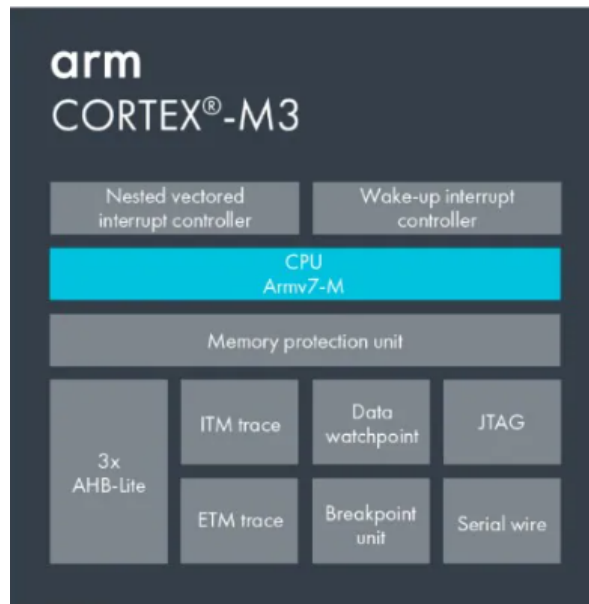 arm
CORTEX®-M3
Nested vectored
interrupt controller
Wake-up interrupt
controller
CPU
Armv7-M
Memory protection unit
3x
AHB-Lite
ITM trace
Data
watchpoint
JTAG
ETM trace
Breakpoint
unit
Serial wire